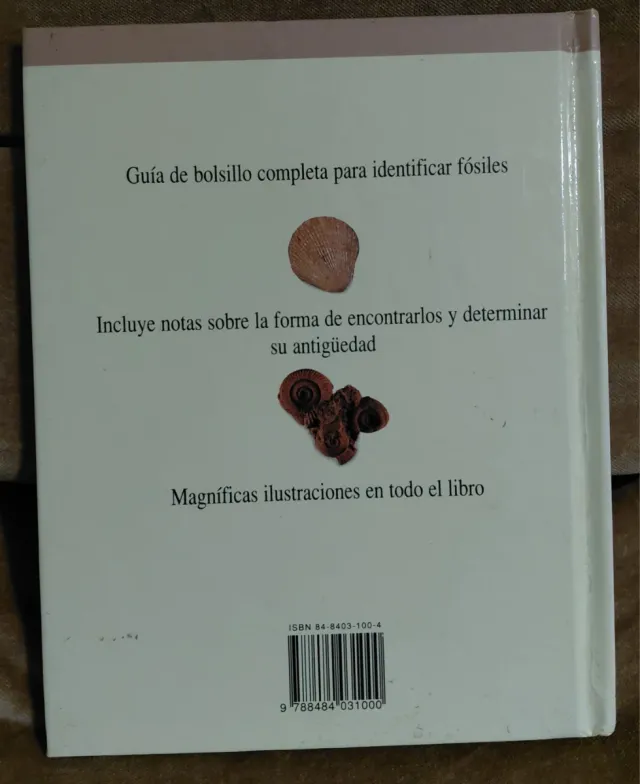 Guía de bolsillo completa para identificar fósiles
Incluye notas sobre la forma de encontrarlos y determinar
su antigüedad
Magníficas ilustraciones en todo el libro
ISBN 84-8403-100-4
9 788484 031000